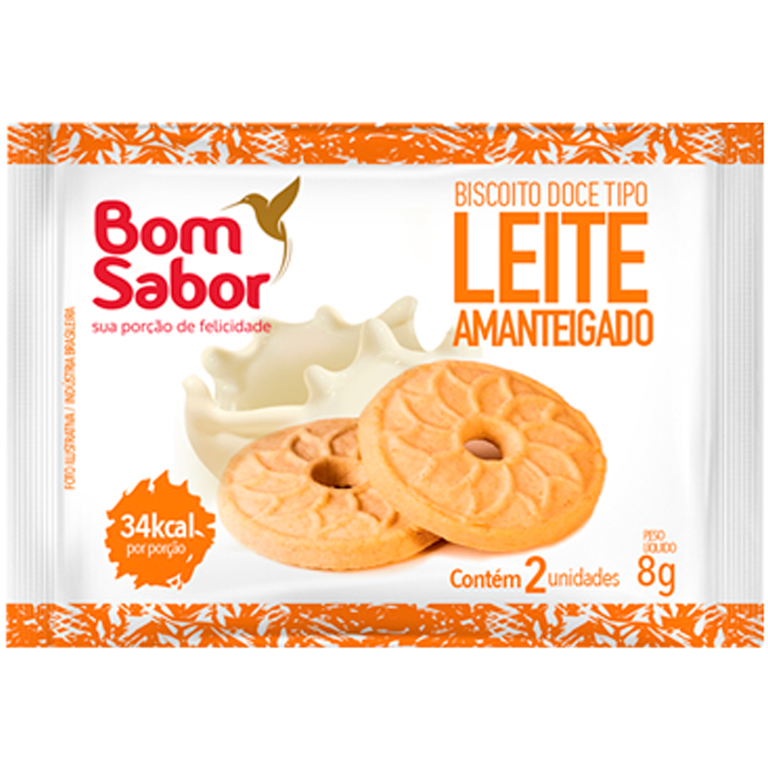 Bom
Sabor
sua porção de felicidade
BISCOITO DOCE TIPO
LEITE
AMANTEIGADO
FOTO ILUSTRATIVA / INDÚSTRIA BRASILEIRA
34kcal
por porção
Contém 2 unidades
PESO
LÍQUIDO
8g